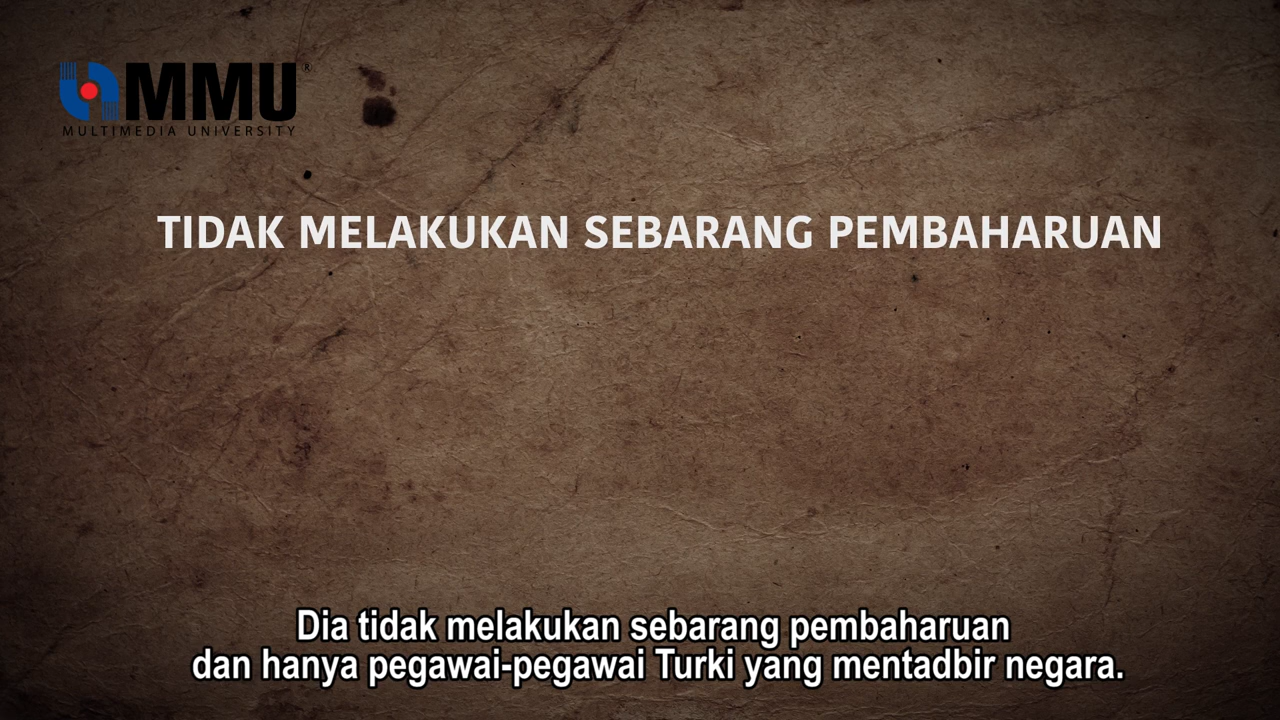 MMU®
MULTIMEDIA UNIVERSITY
TIDAK MELAKUKAN SEBARANG PEMBAHARUAN
Dia tidak melakukan sebarang pembaharuan
dan hanya pegawai-pegawai Turki yang mentadbir negara.